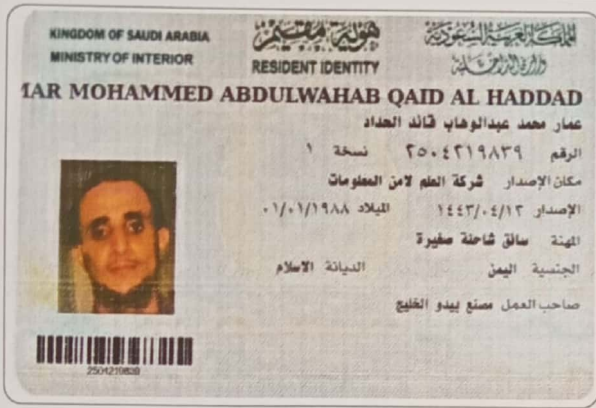 KINGDOM OF SAUDI ARABIA
MINISTRY OF INTERIOR
هوية مقيم
RESIDENT IDENTITY
المملكة العربية السعودية
وزارة الداخلية
MAR MOHAMMED ABDULWAHAB QAID AL HADDAD
عمار محمد عبدالوهاب قائد الحداد
الرقم ٢٥٠٤٢١٩٨٣٩ نسخة ١
مكان الإصدار شركة العلم لامن المعلومات
الإصدار ١٤٤٣/٠٤/١٢ الميلاد ٠١/٠١/١٩٨٨
المهنة سائق شاحنة صغيرة
الجنسية اليمن الديانة الاسلام
صاحب العمل مصنع بيدو الخليج
2504219839